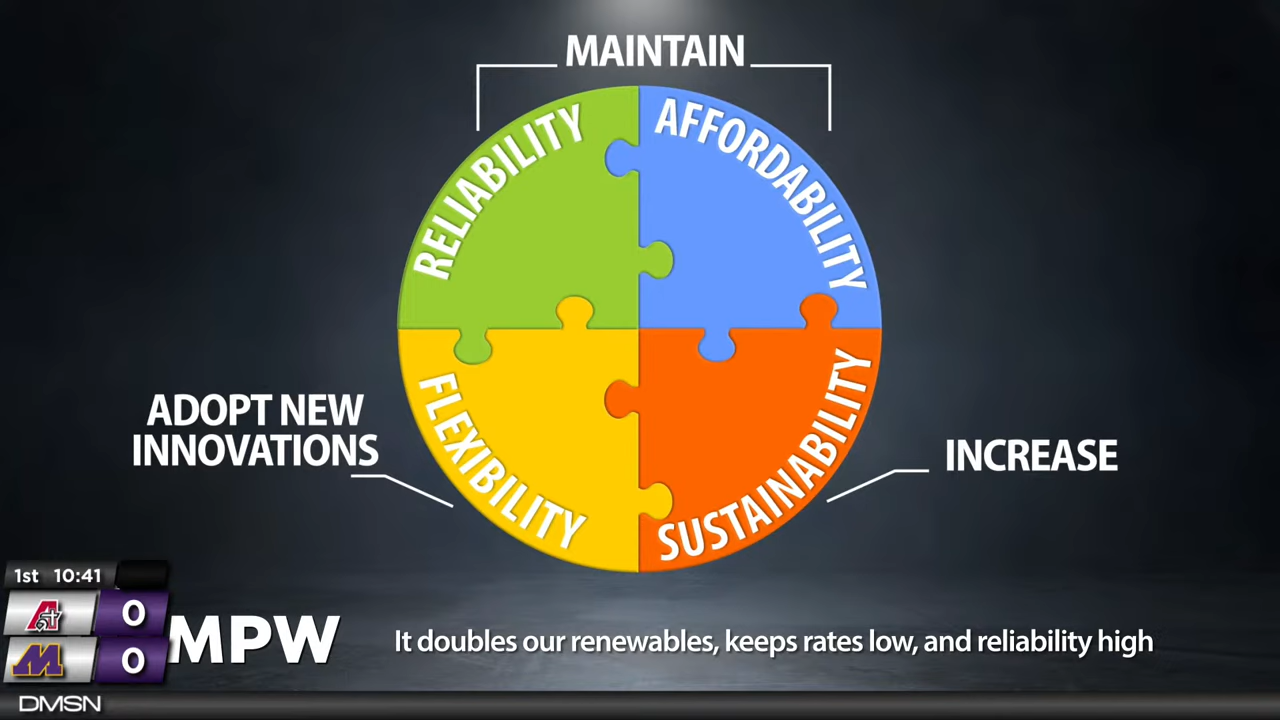 MAINTAIN
RELIABILITY
AFFORDABILITY
ADOPT NEW
INNOVATIONS
FLEXIBILITY
SUSTAINABILITY
INCREASE
1st 10:41
A 0
M 0
MPW
It doubles our renewables, keeps rates low, and reliability high
DMSN